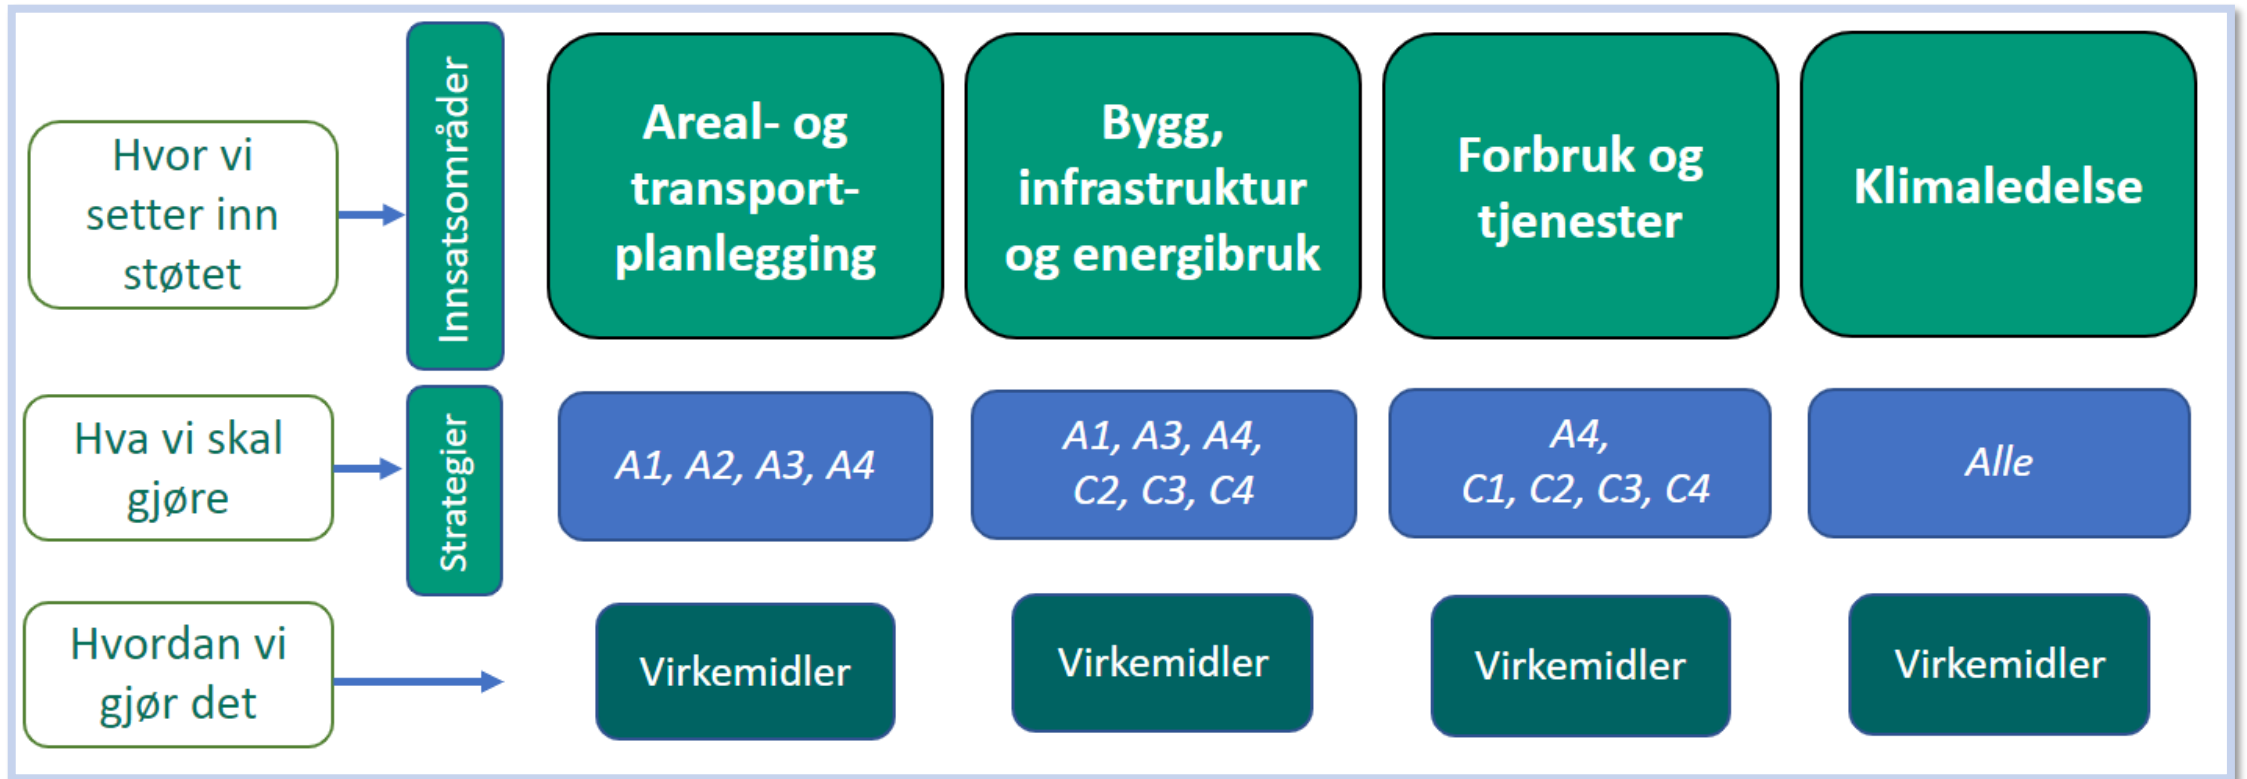 Hvor vi
setter inn
støtet
Innsatsområder
Areal- og
transport-
planlegging
Bygg,
infrastruktur
og energibruk
Forbruk og
tjenester
Klimaledelse
Hva vi skal
gjøre
Strategier
A1, A2, A3, A4
A1, A3, A4,
C2, C3, C4
A4,
C1, C2, C3, C4
Alle
Hvordan vi
gjør det
Virkemidler
Virkemidler
Virkemidler
Virkemidler